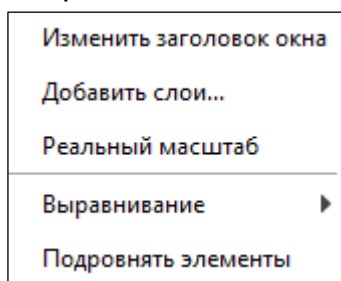 Изменить заголовок окна
Добавить слои...
Реальный масштаб
Выравнивание
Подровнять элементы